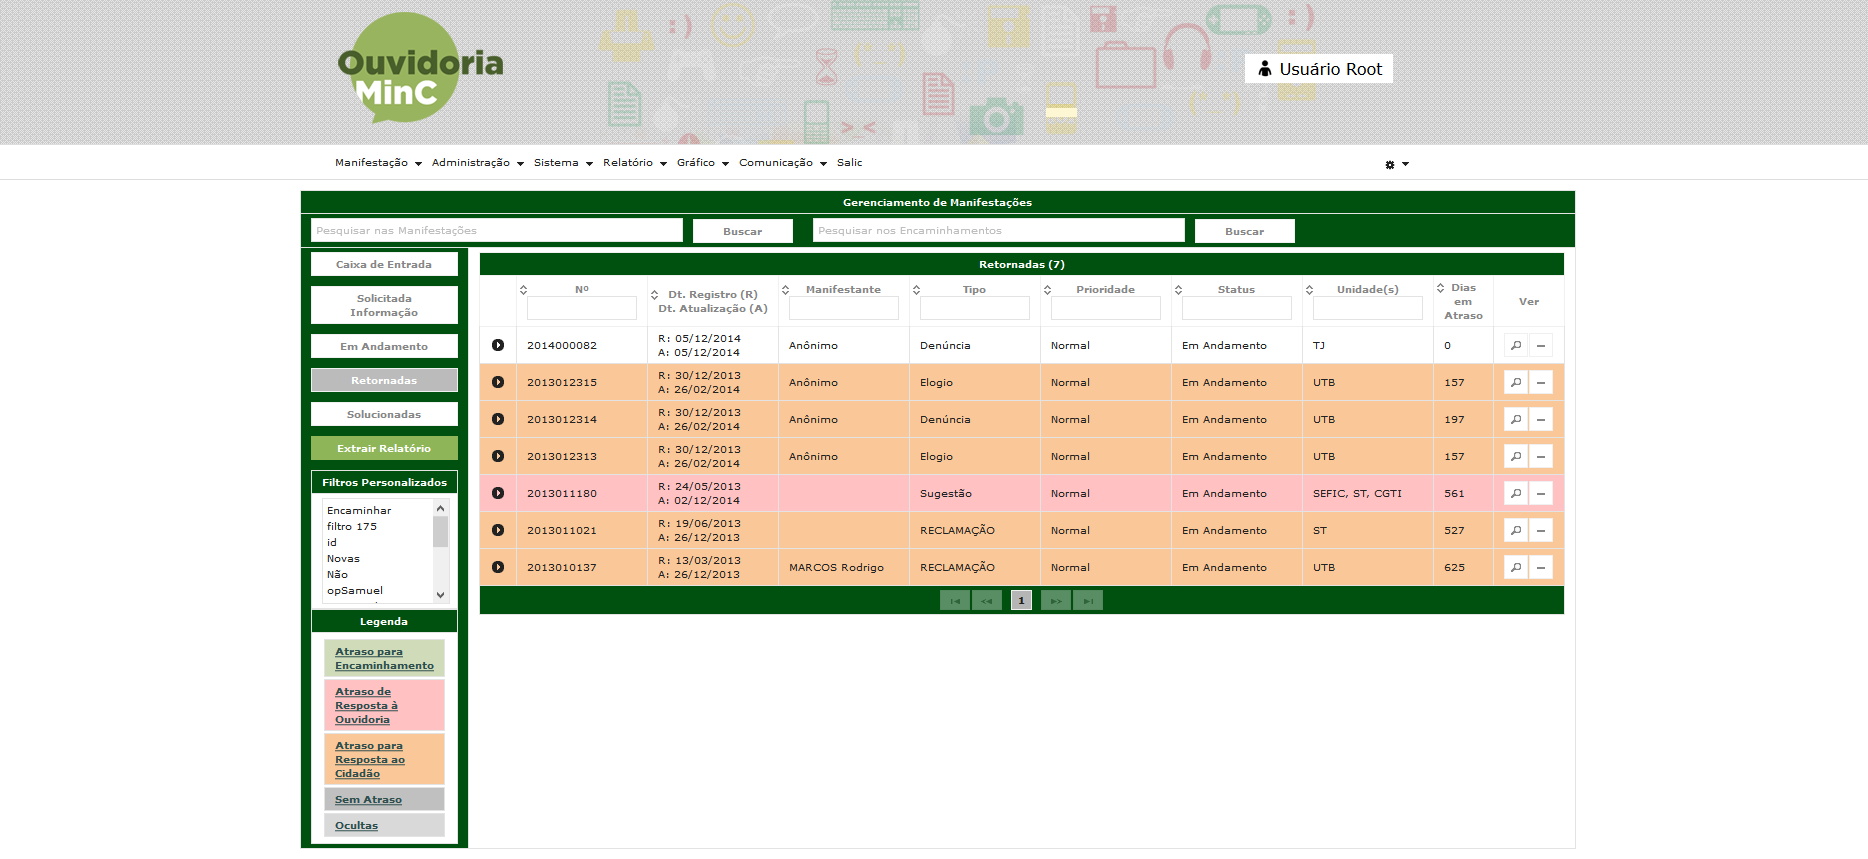 Ouvidoria
MinC
Usuário Root
Manifestação Administração Sistema Relatório Gráfico Comunicação Salic
Gerenciamento de Manifestações
Pesquisar nas Manifestações Buscar Pesquisar nos Encaminhamentos Buscar
Caixa de Entrada
Solicitada
Informação
Em Andamento
Retornadas
Solucionadas
Extrair Relatório
Filtros Personalizados
Encaminhar
filtro 175
id
Novas
Não
opSamuel
Legenda
Atraso para
Encaminhamento
Atraso de
Resposta à
Ouvidoria
Atraso para
Resposta ao
Cidadão
Sem Atraso
Ocultas
Retornadas (7)
Nº Dt. Registro (R) Dt. Atualização (A) Manifestante Tipo Prioridade Status Unidade(s) Dias em Atraso Ver
2014000082 R: 05/12/2014 A: 05/12/2014 Anônimo Denúncia Normal Em Andamento TJ 0
2013012315 R: 30/12/2013 A: 26/02/2014 Anônimo Elogio Normal Em Andamento UTB 157
2013012314 R: 30/12/2013 A: 26/02/2014 Anônimo Denúncia Normal Em Andamento UTB 197
2013012313 R: 30/12/2013 A: 26/02/2014 Anônimo Elogio Normal Em Andamento UTB 157
2013011180 R: 24/05/2013 A: 02/12/2014 Sugestão Normal Em Andamento SEFIC, ST, CGTI 561
2013011021 R: 19/06/2013 A: 26/12/2013 RECLAMAÇÃO Normal Em Andamento ST 527
2013010137 R: 13/03/2013 A: 26/12/2013 MARCOS Rodrigo RECLAMAÇÃO Normal Em Andamento UTB 625
1